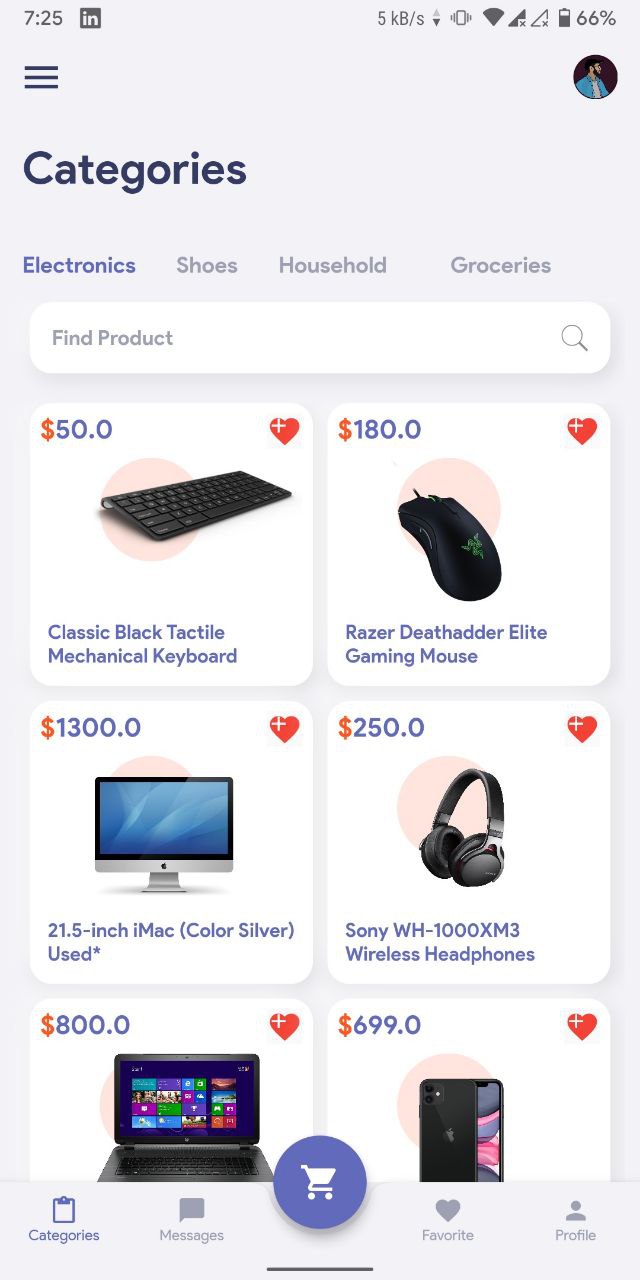 7:25 in 5 kB/s 66%
Categories
Electronics Shoes Household Groceries
Find Product
$50.0
$180.0
Classic Black Tactile
Mechanical Keyboard
Razer Deathadder Elite
Gaming Mouse
$1300.0
$250.0
SONY
21.5-inch iMac (Color Silver)
Used*
Sony WH-1000XM3
Wireless Headphones
$800.0
$699.0
Start
Categories Messages Favorite Profile